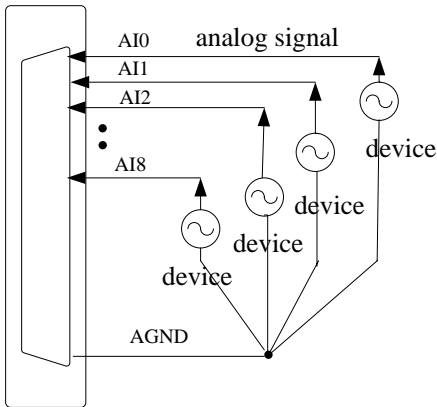 AI0 analog signal
AI1
AI2
device
AI8
device
device
device
AGND